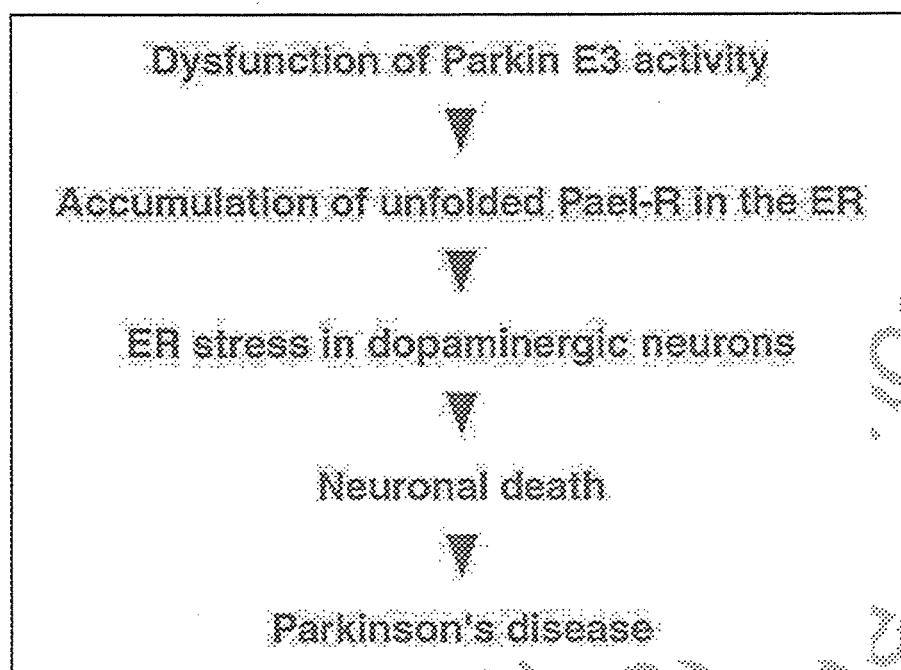 Dysfunction of Parkin E3 activity
Accumulation of unfolded Pael-R in the ER
ER stress in dopaminergic neurons
Neuronal death
Parkinson's disease